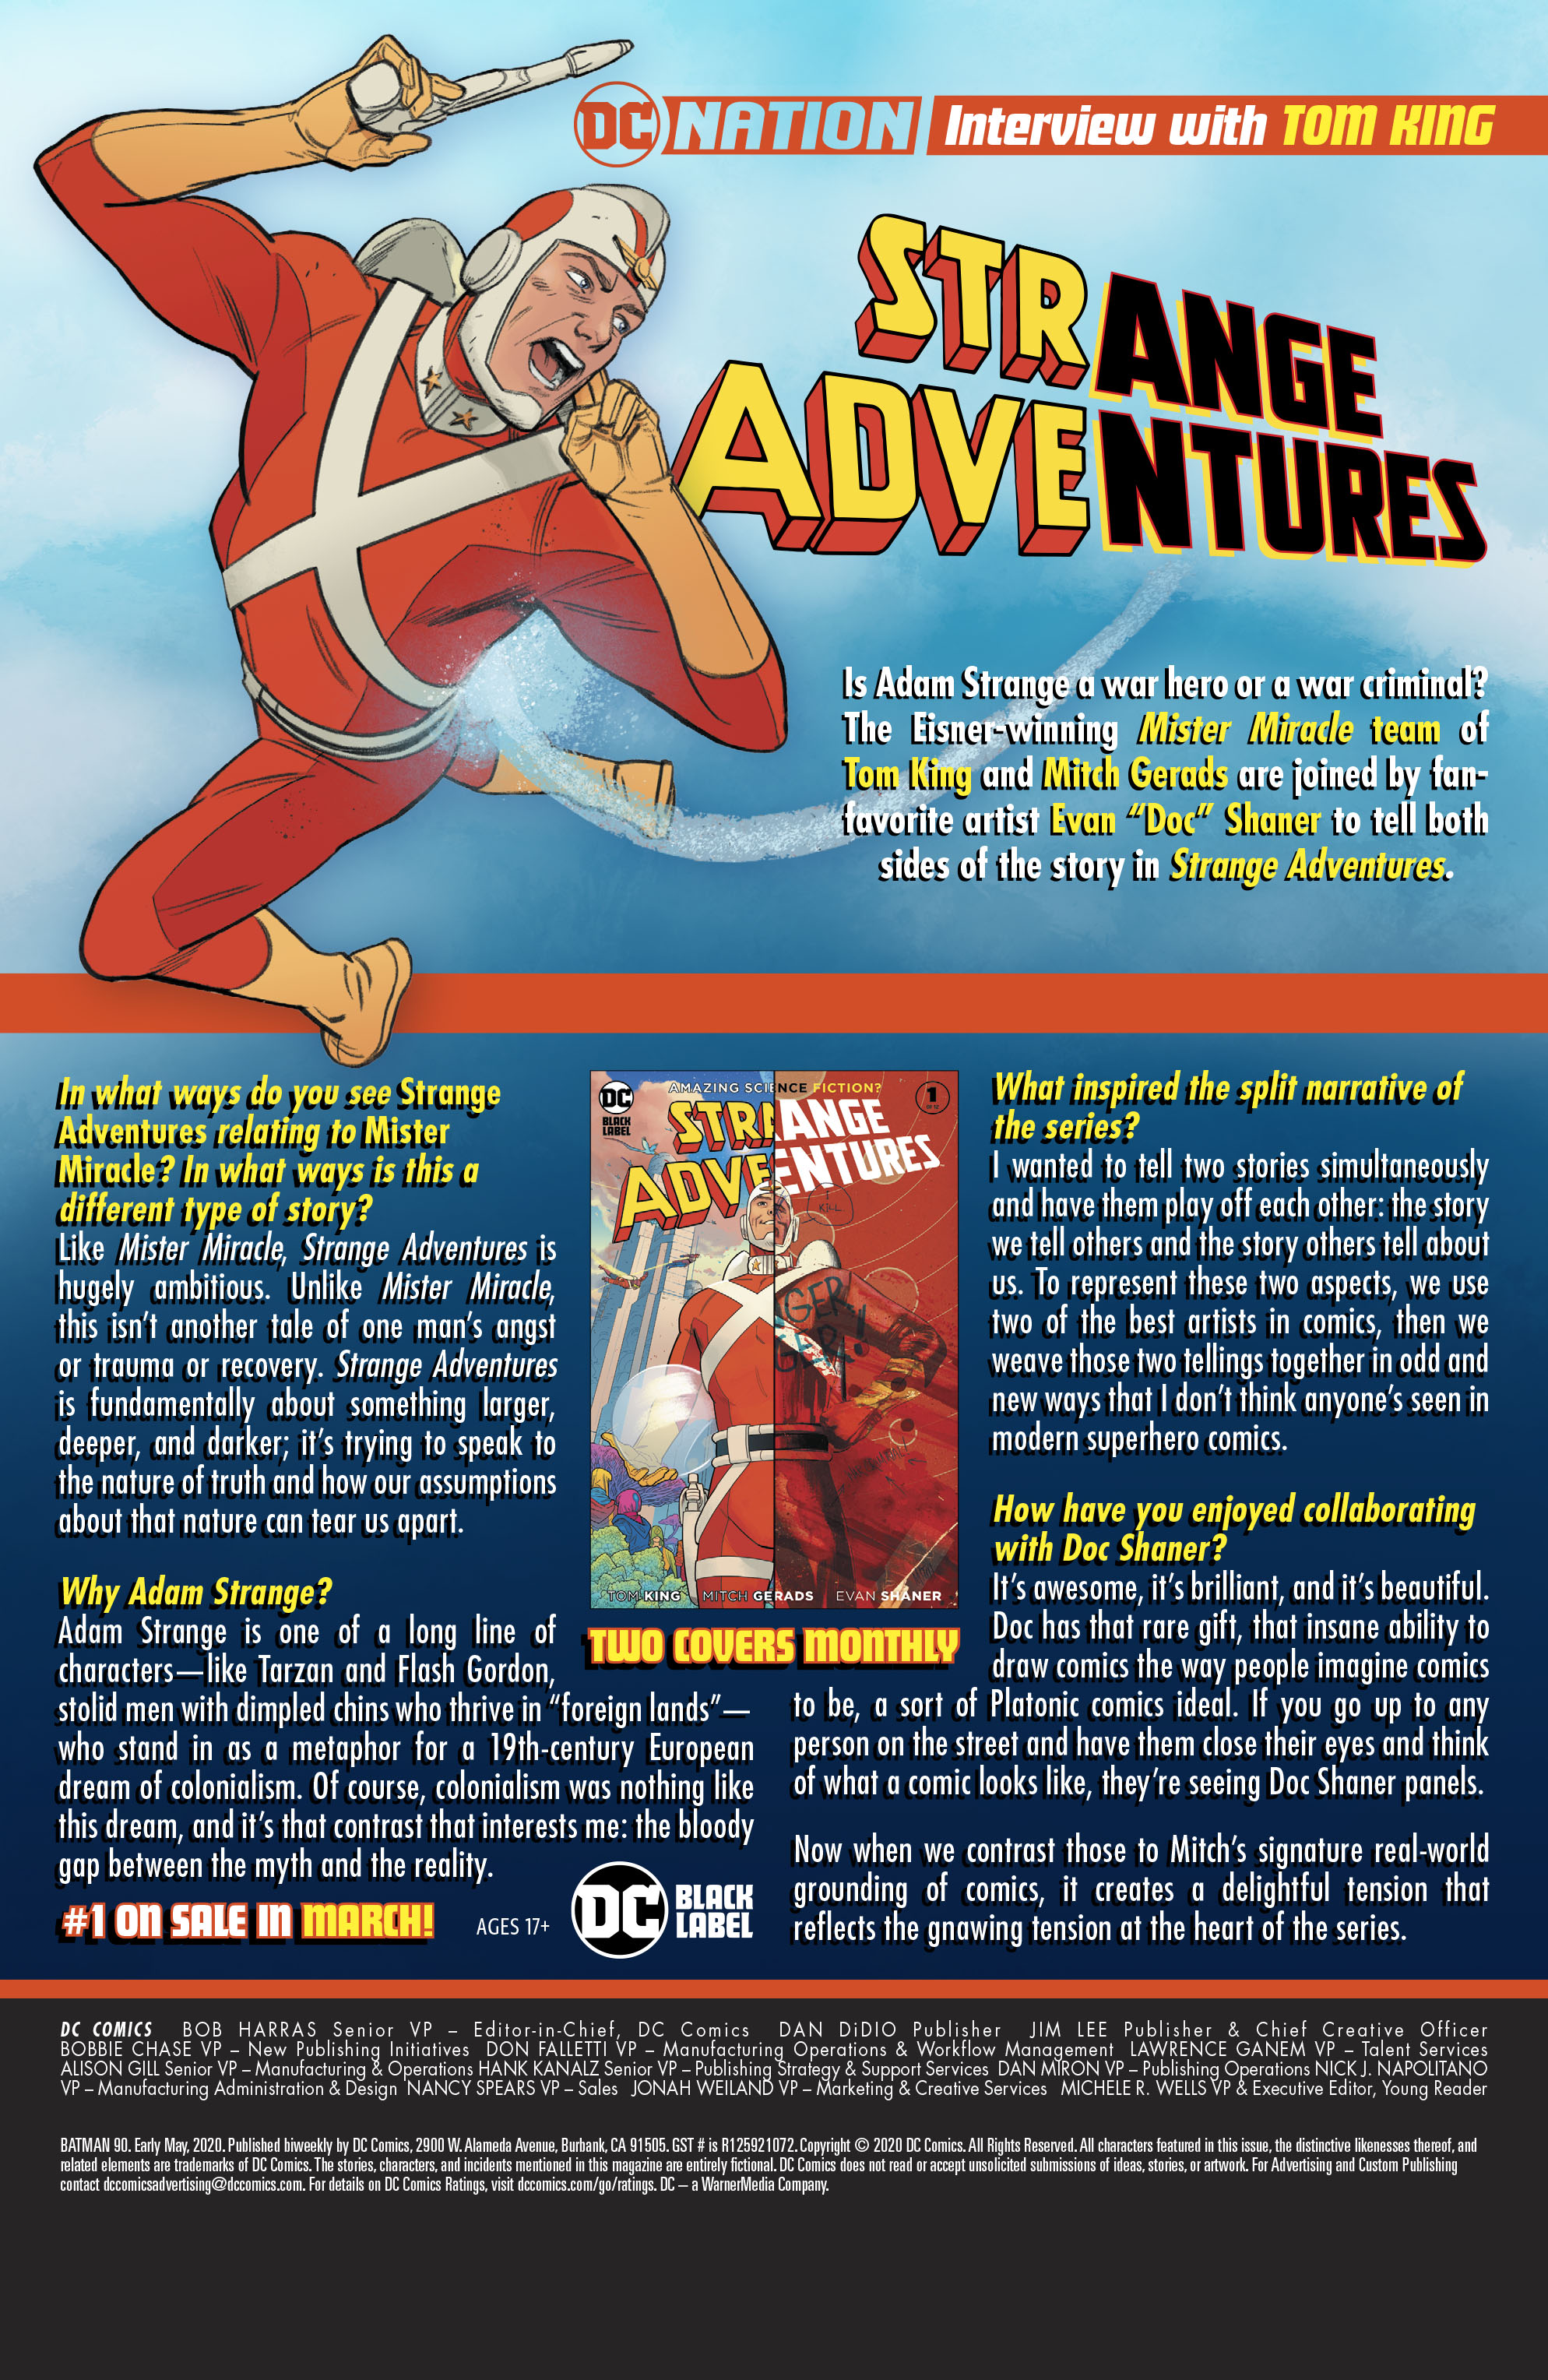 DC NATION Interview with TOM KING
STRANGE
ADVENTURES
Is Adam Strange a war hero or a war criminal?
The Eisner-winning Mister Miracle team of
Tom King and Mitch Gerads are joined by fan-
favorite artist Evan “Doc” Shaner to tell both
sides of the story in Strange Adventures.
In what ways do you see Strange
Adventures relating to Mister
Miracle? In what ways is this a
different type of story?
Like Mister Miracle, Strange Adventures is
hugely ambitious. Unlike Mister Miracle,
this isn’t another tale of one man’s angst
or trauma or recovery. Strange Adventures
is fundamentally about something larger,
deeper, and darker; it’s trying to speak to
the nature of truth and how our assumptions
about that nature can tear us apart.
Why Adam Strange?
Adam Strange is one of a long line of
characters—like Tarzan and Flash Gordon,
stolid men with dimpled chins who thrive in “foreign lands”—
who stand in as a metaphor for a 19th-century European
dream of colonialism. Of course, colonialism was nothing like
this dream, and it’s that contrast that interests me: the bloody
gap between the myth and the reality.
#1 ON SALE IN MARCH!
AGES 17+
DC BLACK
LABEL
DC
BLACK
LABEL
AMAZING SCIENCE FICTION?
1
OF 12
STRANGE
ADVENTURES
I
KILL
TOM KING MITCH GERADS EVAN SHANER
TWO COVERS MONTHLY
What inspired the split narrative of
the series?
I wanted to tell two stories simultaneously
and have them play off each other: the story
we tell others and the story others tell about
us. To represent these two aspects, we use
two of the best artists in comics, then we
weave those two tellings together in odd and
new ways that I don’t think anyone’s seen in
modern superhero comics.
How have you enjoyed collaborating
with Doc Shaner?
It’s awesome, it’s brilliant, and it’s beautiful.
Doc has that rare gift, that insane ability to
draw comics the way people imagine comics
to be, a sort of Platonic comics ideal. If you go up to any
person on the street and have them close their eyes and think
of what a comic looks like, they’re seeing Doc Shaner panels.
Now when we contrast those to Mitch’s signature real-world
grounding of comics, it creates a delightful tension that
reflects the gnawing tension at the heart of the series.
DC COMICS BOB HARRAS Senior VP – Editor-in-Chief, DC Comics DAN DiDIO Publisher JIM LEE Publisher & Chief Creative Officer
BOBBIE CHASE VP – New Publishing Initiatives DON FALLETTI VP – Manufacturing Operations & Workflow Management LAWRENCE GANEM VP – Talent Services
ALISON GILL Senior VP – Manufacturing & Operations HANK KANALZ Senior VP – Publishing Strategy & Support Services DAN MIRON VP – Publishing Operations NICK J. NAPOLITANO
VP – Manufacturing Administration & Design NANCY SPEARS VP – Sales JONAH WEILAND VP – Marketing & Creative Services MICHELE R. WELLS VP & Executive Editor, Young Reader
BATMAN 90. Early May, 2020. Published biweekly by DC Comics, 2900 W. Alameda Avenue, Burbank, CA 91505. GST # is R125921072. Copyright © 2020 DC Comics. All Rights Reserved. All characters featured in this issue, the distinctive likenesses thereof, and
related elements are trademarks of DC Comics. The stories, characters, and incidents mentioned in this magazine are entirely fictional. DC Comics does not read or accept unsolicited submissions of ideas, stories, or artwork. For Advertising and Custom Publishing
contact dccomicsadvertising@dccomics.com. For details on DC Comics Ratings, visit dccomics.com/go/ratings. DC – a WarnerMedia Company.